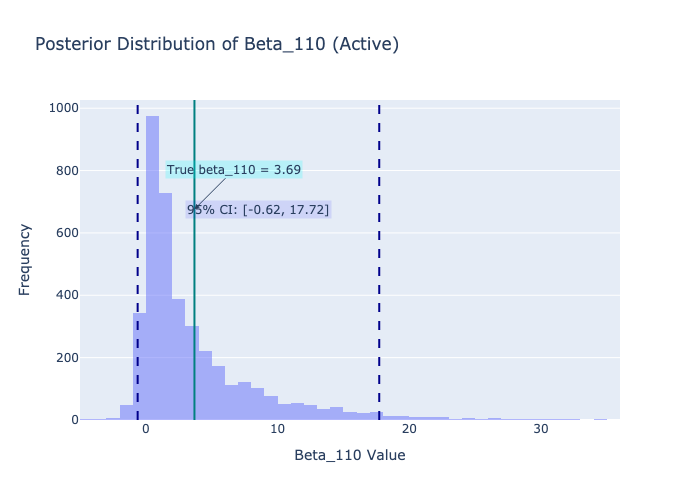 Posterior Distribution of Beta_110 (Active)
1000
800
600
400
200
0
Frequency
True beta_110 = 3.69
95% CI: [-0.62, 17.72]
0
10
20
30
Beta_110 Value